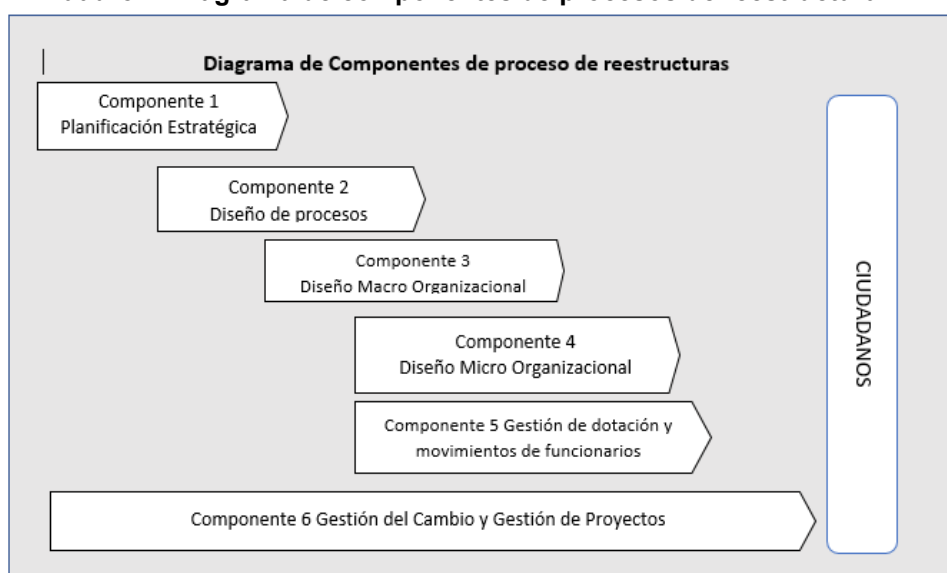 Diagrama de Componentes de proceso de reestructuras
Componente 1
Planificación Estratégica
Componente 2
Diseño de procesos
Componente 3
Diseño Macro Organizacional
Componente 4
Diseño Micro Organizacional
Componente 5 Gestión de dotación y
movimientos de funcionarios
Componente 6 Gestión del Cambio y Gestión de Proyectos
CIUDADANOS